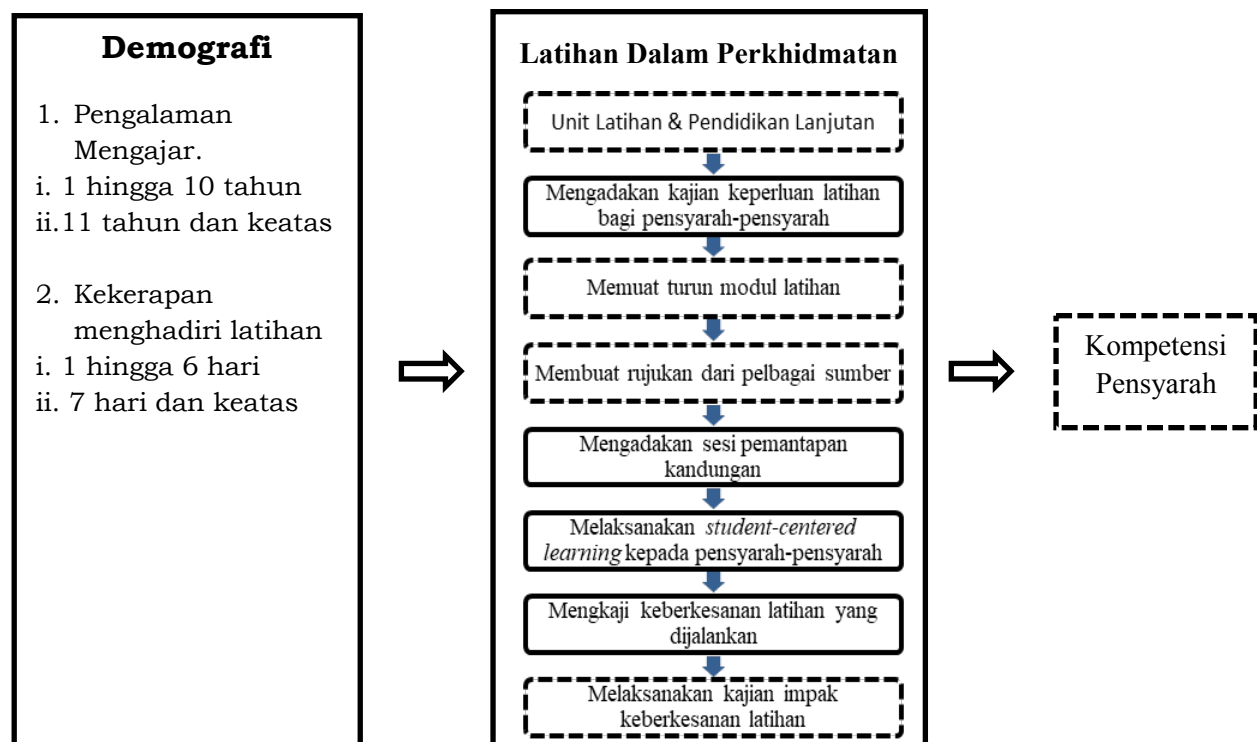 Demografi
1. Pengalaman
Mengajar.
i. 1 hingga 10 tahun
ii.11 tahun dan keatas
2. Kekerapan
menghadiri latihan
i. 1 hingga 6 hari
ii. 7 hari dan keatas
Latihan Dalam Perkhidmatan
Unit Latihan & Pendidikan Lanjutan
Mengadakan kajian keperluan latihan
bagi pensyarah-pensyarah
Memuat turun modul latihan
Membuat rujukan dari pelbagai sumber
Mengadakan sesi pemantapan
kandungan
Melaksanakan student-centered
learning kepada pensyarah-pensyarah
Mengkaji keberkesanan latihan yang
dijalankan
Melaksanakan kajian impak
keberkesanan latihan
Kompetensi
Pensyarah